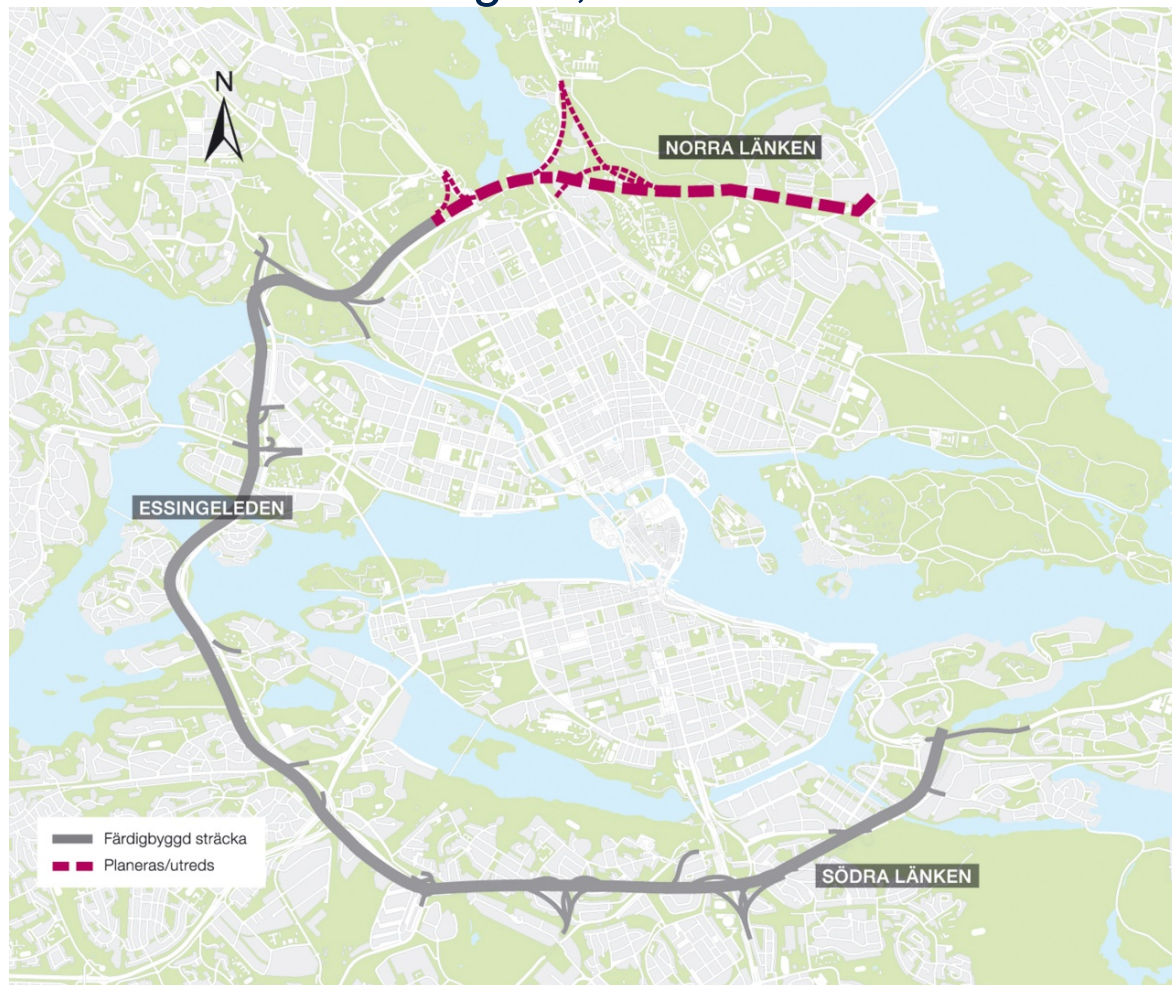 N
NORRA LÄNKEN
ESSINGELEDEN
Färdigbyggd sträcka
Planeras/utreds
SÖDRA LÄNKEN